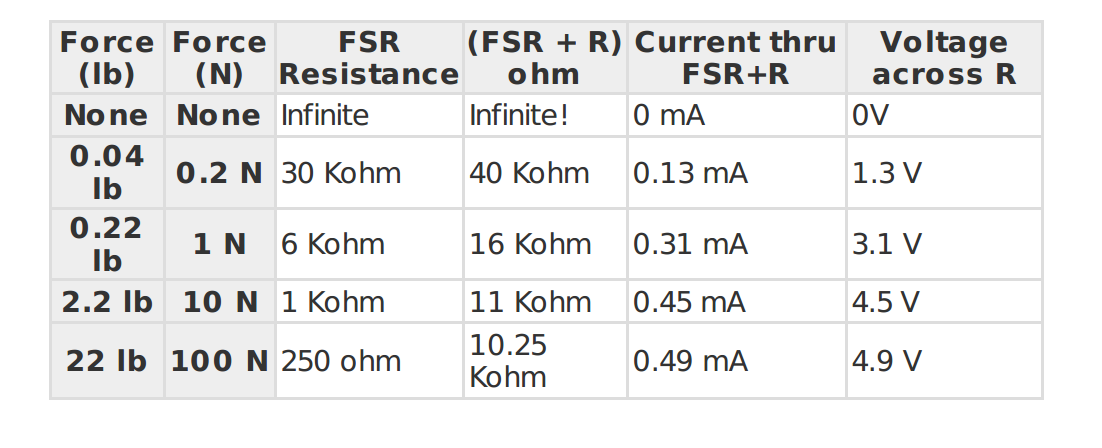 Force (lb) Force (N) FSR Resistance (FSR + R) ohm Current thru FSR+R Voltage across R
None None Infinite Infinite! 0 mA 0V
0.04 lb 0.2 N 30 Kohm 40 Kohm 0.13 mA 1.3 V
0.22 lb 1 N 6 Kohm 16 Kohm 0.31 mA 3.1 V
2.2 lb 10 N 1 Kohm 11 Kohm 0.45 mA 4.5 V
22 lb 100 N 250 ohm 10.25 Kohm 0.49 mA 4.9 V